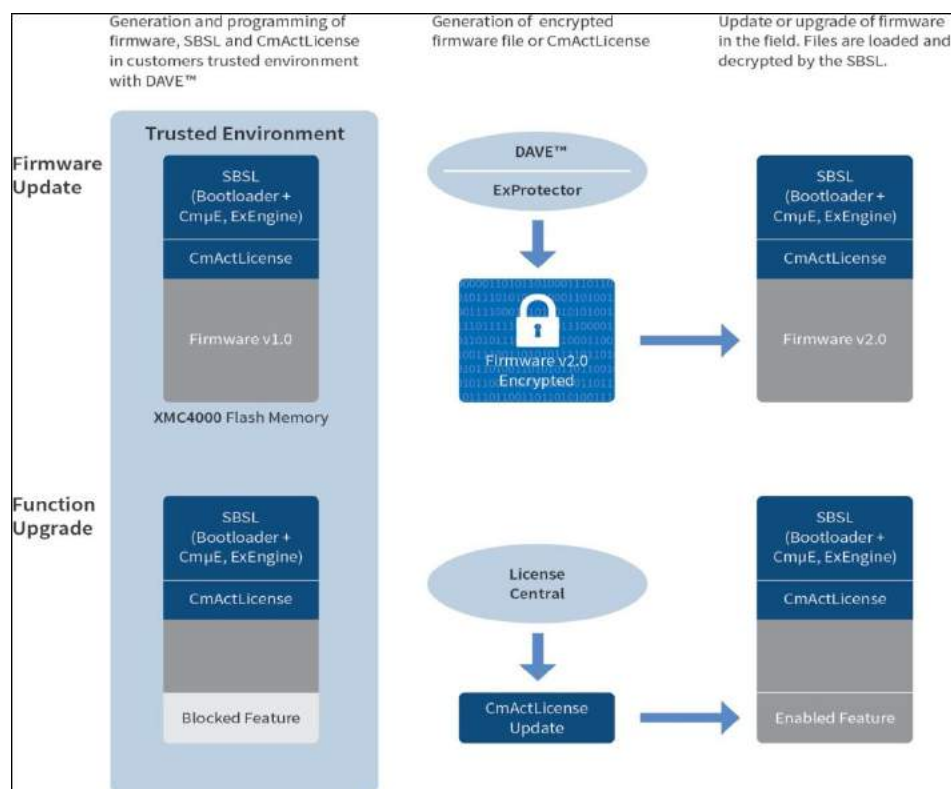 Generation and programming of
firmware, SBSL and CmActLicense
in customers trusted environment
with DAVE™
Generation of encrypted
firmware file or CmActLicense
Update or upgrade of firmware
in the field. Files are loaded and
decrypted by the SBSL.
Trusted Environment
Firmware
Update
SBSL
(Bootloader +
CmµE, ExEngine)
CmActLicense
Firmware v1.0
XMC4000 Flash Memory
DAVE™
ExProtector
Firmware v2.0
Encrypted
SBSL
(Bootloader +
CmµE, ExEngine)
CmActLicense
Firmware v2.0
Function
Upgrade
SBSL
(Bootloader +
CmµE, ExEngine)
CmActLicense
Blocked Feature
License
Central
CmActLicense
Update
SBSL
(Bootloader +
CmµE, ExEngine)
CmActLicense
Enabled Feature